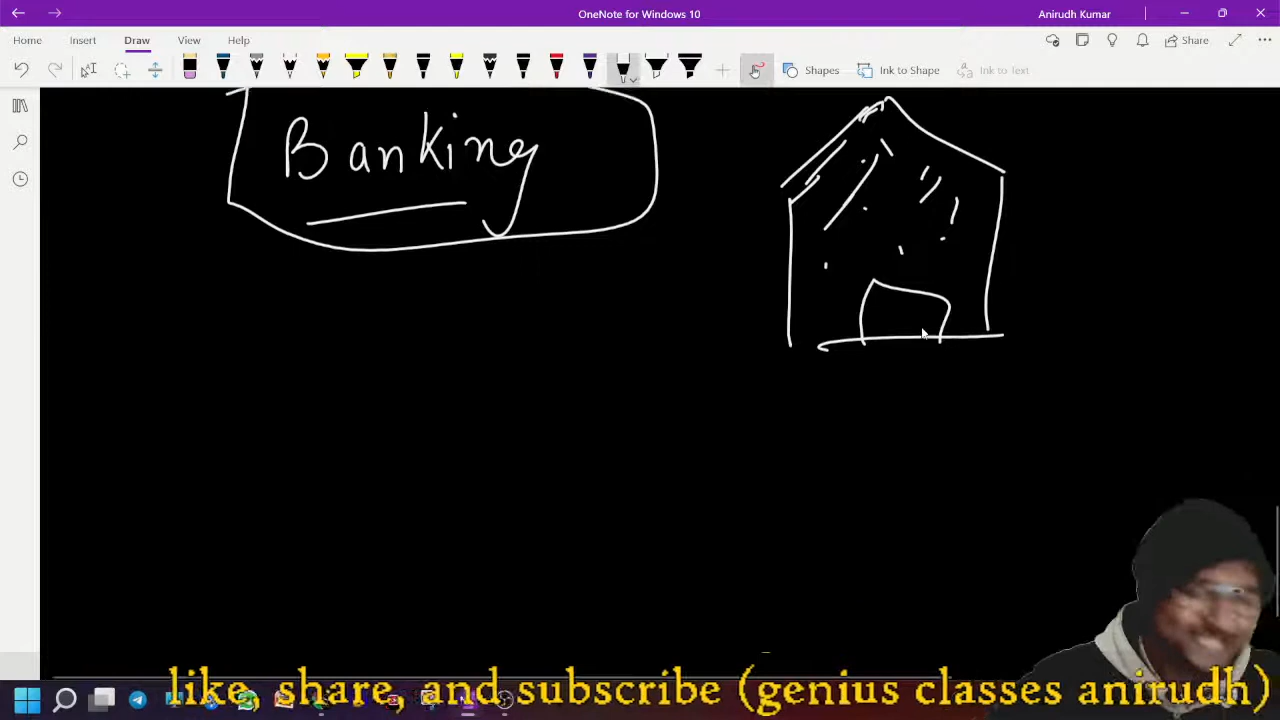 OneNote for Windows 10
Anirudh Kumar
Home Insert Draw View Help
Share
Shapes Ink to Shape Ink to Text
Banking
like, share, and subscribe (genius classes anirudh)